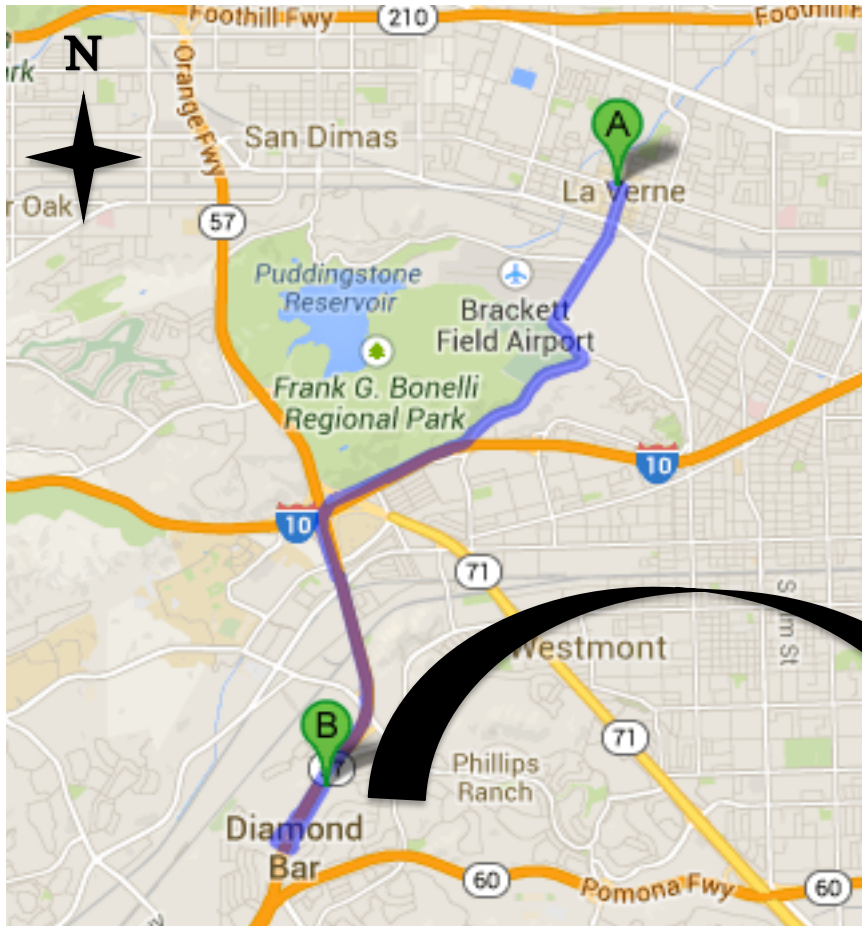 Foothill Fwy
210
Foothill F
N
ark
Orange Fwy
A
San Dimas
La Verne
r Oak
57
Puddingstone
Reservoir
Brackett
Field Airport
Frank G. Bonelli
Regional Park
10
10
71
Westmont
B
71
7
Phillips
Ranch
Diamond
Bar
60
Pomona Fwy
60